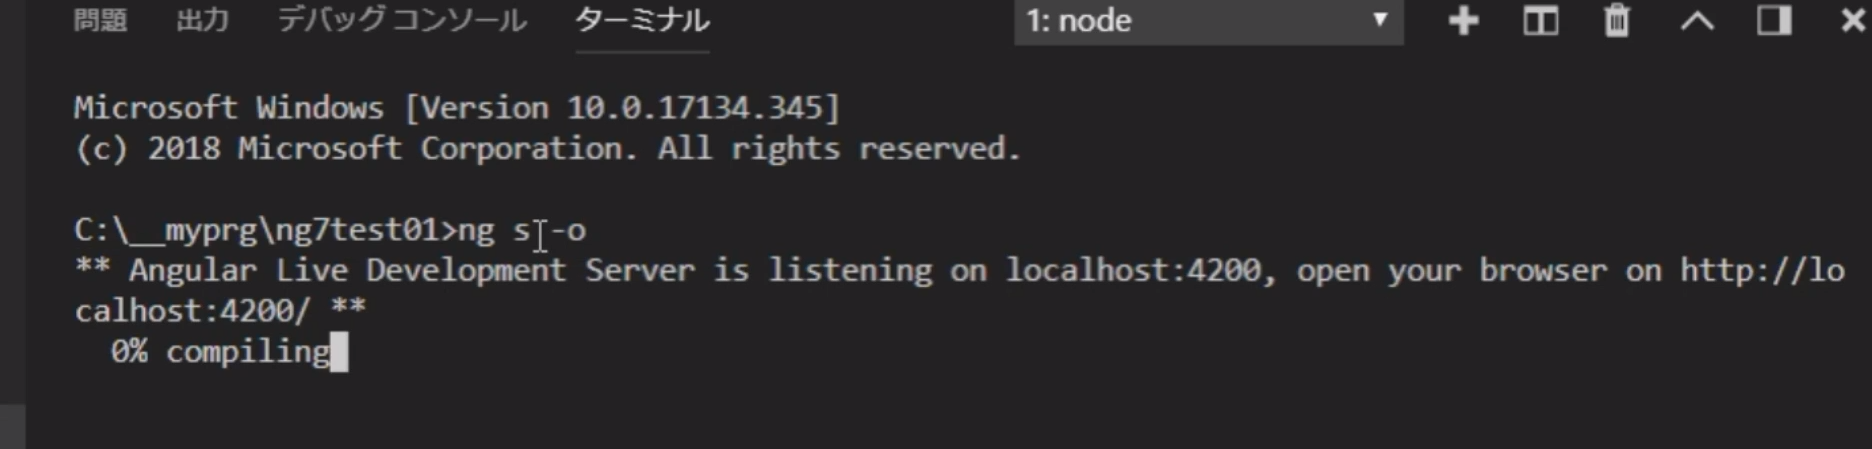 問題 出力 デバッグ コンソール ターミナル 1: node
Microsoft Windows [Version 10.0.17134.345]
(c) 2018 Microsoft Corporation. All rights reserved.
C:\__myprg\ng7test01>ng s -o
** Angular Live Development Server is listening on localhost:4200, open your browser on http://lo
calhost:4200/ **
0% compiling